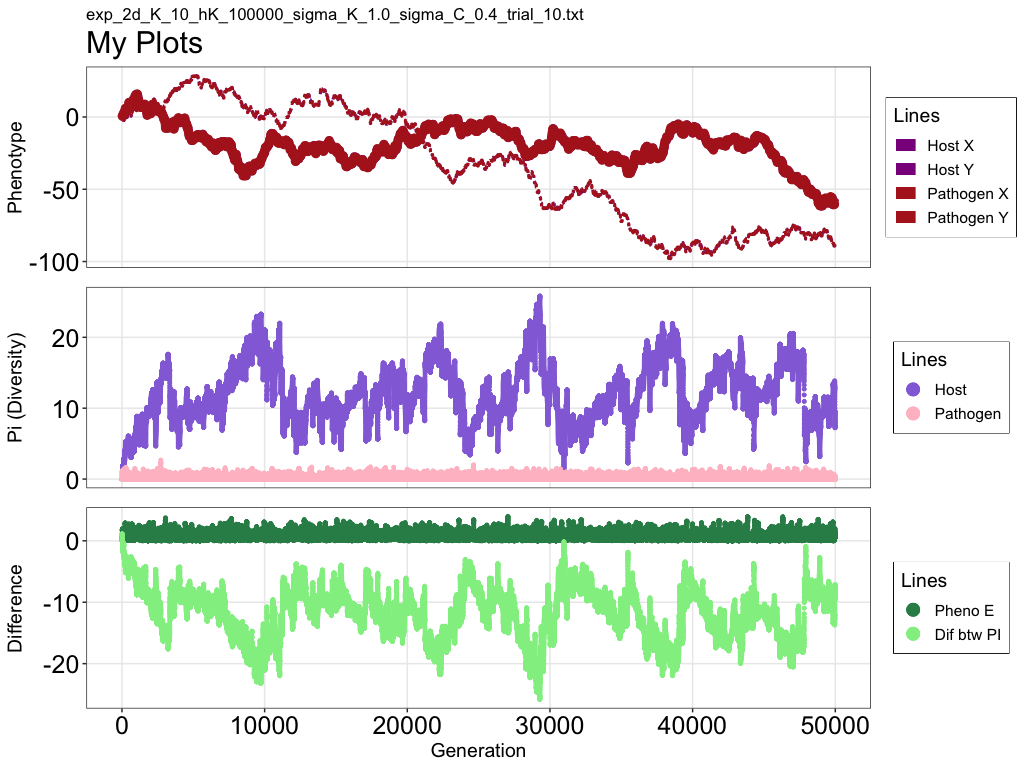 exp_2d_K_10_hK_100000_sigma_K_1.0_sigma_C_0.4_trial_10.txt
My Plots
Phenotype
0
-50
-100
Lines
Host X
Host Y
Pathogen X
Pathogen Y
Pi (Diversity)
20
10
0
Lines
Host
Pathogen
Difference
0
-10
-20
Lines
Pheno E
Dif btw PI
0 10000 20000 30000 40000 50000
Generation